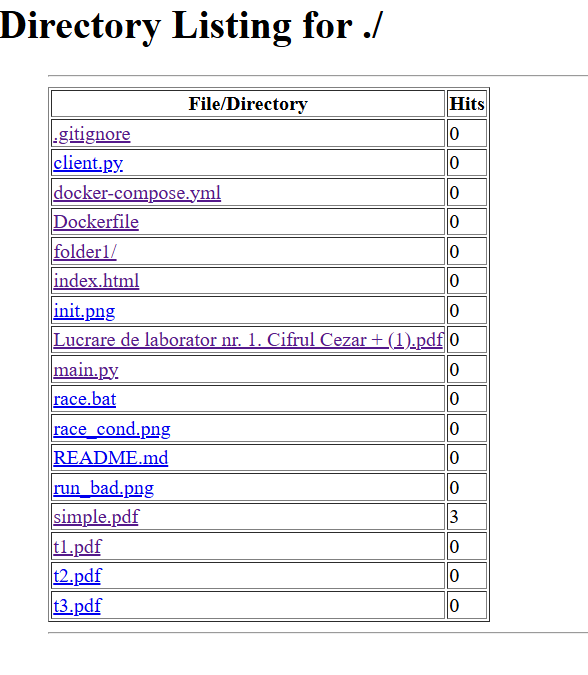 Directory Listing for ./
File/Directory Hits
.gitignore 0
client.py 0
docker-compose.yml 0
Dockerfile 0
folder1/ 0
index.html 0
init.png 0
Lucrare de laborator nr. 1. Cifrul Cezar + (1).pdf 0
main.py 0
race.bat 0
race_cond.png 0
README.md 0
run_bad.png 0
simple.pdf 3
t1.pdf 0
t2.pdf 0
t3.pdf 0